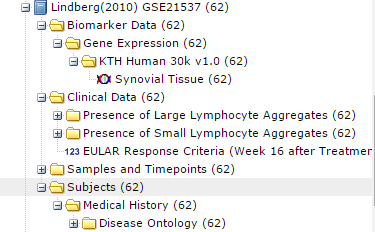 Lindberg(2010) GSE21537 (62)
Biomarker Data (62)
Gene Expression (62)
KTH Human 30k v1.0 (62)
Synovial Tissue (62)
Clinical Data (62)
Presence of Large Lymphocyte Aggregates (62)
Presence of Small Lymphocyte Aggregates (62)
123 EULAR Response Criteria (Week 16 after Treatmer
Samples and Timepoints (62)
Subjects (62)
Medical History (62)
Disease Ontology (62)